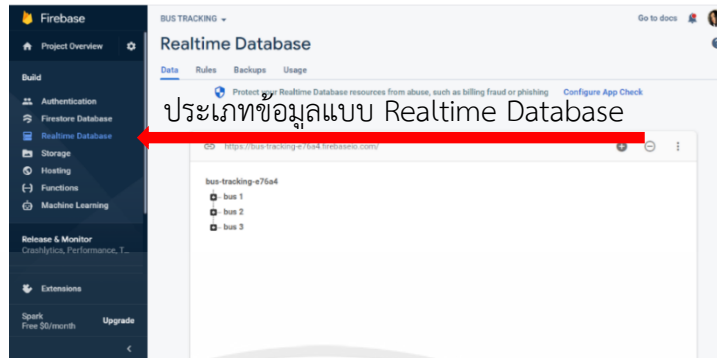 Firebase
BUS TRACKING
Go to docs
Project Overview
Realtime Database
Build
Data Rules Backups Usage
Authentication
Protect your Realtime Database resources from abuse, such as billing fraud or phishing Configure App Check
Firestore Database
ประเภทข้อมูลแบบ Realtime Database
Realtime Database
Storage
https://bus-tracking-e76a4.firebaseio.com/
Hosting
Functions
bus-tracking-e76a4
Machine Learning
bus 1
bus 2
bus 3
Release & Monitor
Crashlytics, Performance, T...
Extensions
Spark
Free $0/month
Upgrade